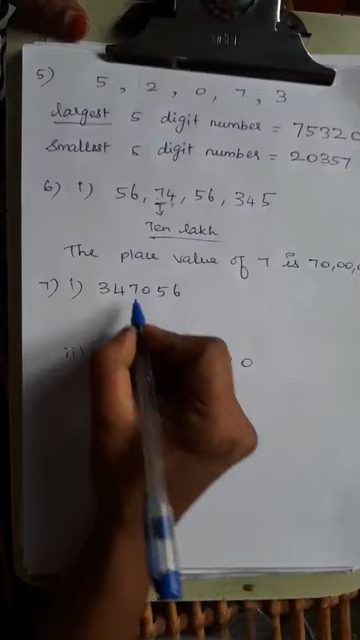 5) 5, 2, 0, 7, 3
largest 5 digit number = 75320
Smallest 5 digit number = 20357
6) i) 56, 74, 56, 345
Ten lakh
The place value of 7 is 70,00,
7) i) 347056
ii) 0